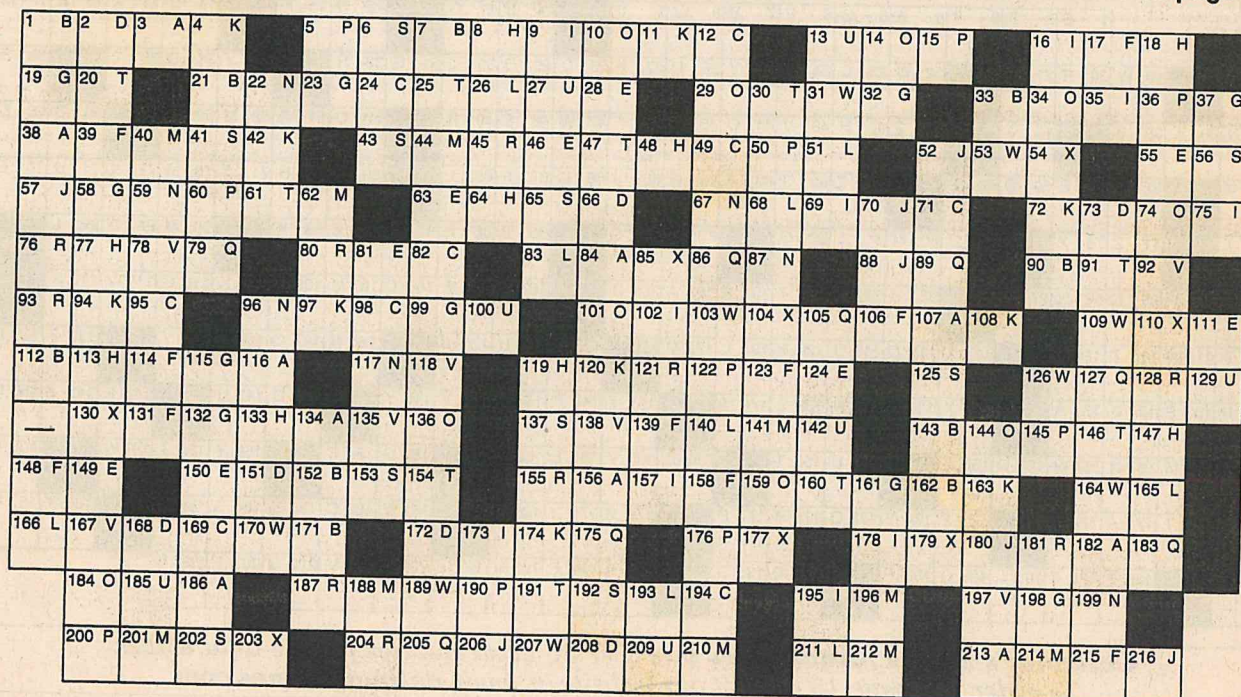 pag
1 B 2 D 3 A 4 K 5 P 6 S 7 B 8 H 9 I 10 O 11 K 12 C 13 U 14 O 15 P 16 I 17 F 18 H
19 G 20 T 21 B 22 N 23 G 24 C 25 T 26 L 27 U 28 E 29 O 30 T 31 W 32 G 33 B 34 O 35 I 36 P 37 G
38 A 39 F 40 M 41 S 42 K 43 S 44 M 45 R 46 E 47 T 48 H 49 C 50 P 51 L 52 J 53 W 54 X 55 E 56 S
57 J 58 G 59 N 60 P 61 T 62 M 63 E 64 H 65 S 66 D 67 N 68 L 69 I 70 J 71 C 72 K 73 D 74 O 75 I
76 R 77 H 78 V 79 Q 80 R 81 E 82 C 83 L 84 A 85 X 86 Q 87 N 88 J 89 Q 90 B 91 T 92 V
93 R 94 K 95 C 96 N 97 K 98 C 99 G 100 U 101 O 102 I 103 W 104 X 105 Q 106 F 107 A 108 K 109 W 110 X 111 E
112 B 113 H 114 F 115 G 116 A 117 N 118 V 119 H 120 K 121 R 122 P 123 F 124 E 125 S 126 W 127 Q 128 R 129 U
— 130 X 131 F 132 G 133 H 134 A 135 V 136 O 137 S 138 V 139 F 140 L 141 M 142 U 143 B 144 O 145 P 146 T 147 H
148 F 149 E 150 E 151 D 152 B 153 S 154 T 155 R 156 A 157 I 158 F 159 O 160 T 161 G 162 B 163 K 164 W 165 L
166 L 167 V 168 D 169 C 170 W 171 B 172 D 173 I 174 K 175 Q 176 P 177 X 178 I 179 X 180 J 181 R 182 A 183 Q
184 O 185 U 186 A 187 R 188 M 189 W 190 P 191 T 192 S 193 L 194 C 195 I 196 M 197 V 198 G 199 N
200 P 201 M 202 S 203 X 204 R 205 Q 206 J 207 W 208 D 209 U 210 M 211 L 212 M 213 A 214 M 215 F 216 J